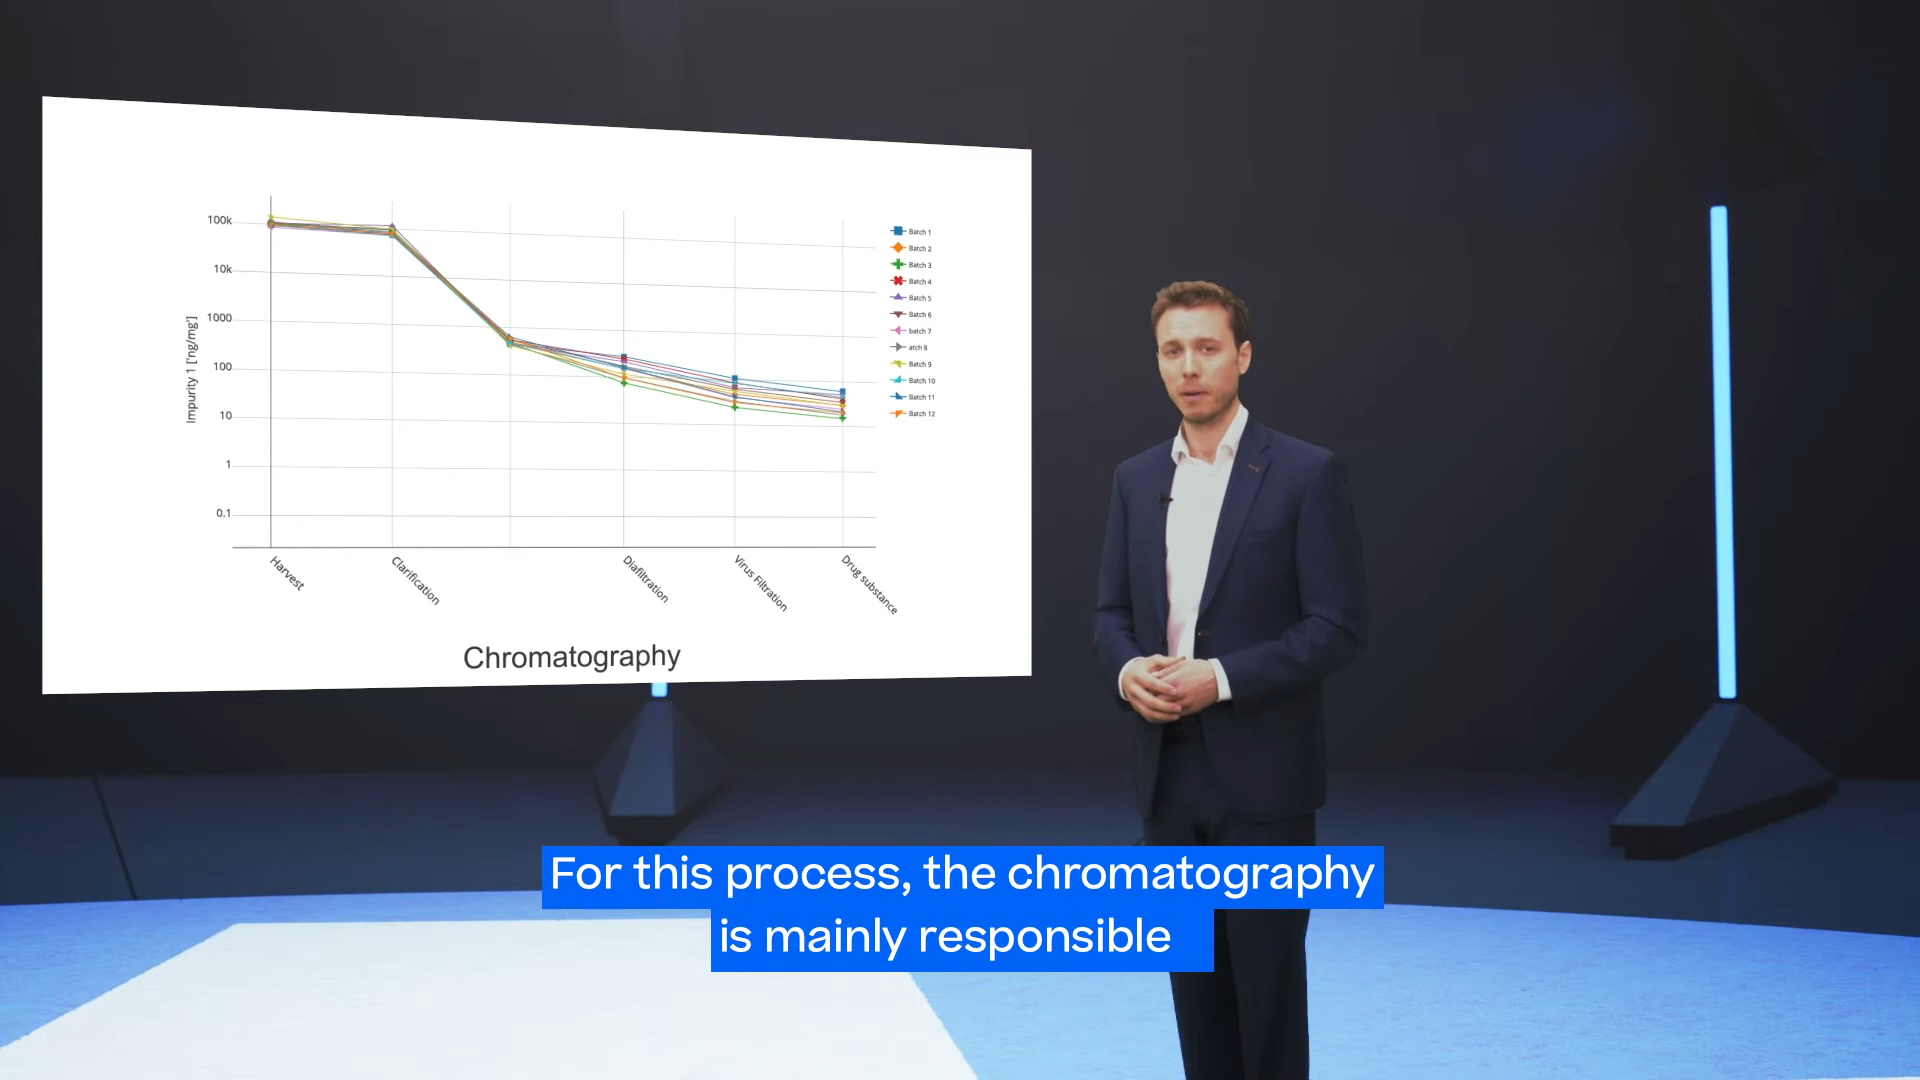 100k
10k
1000
100
10
1
0.1
Impurity 1 ['ng/mg']
Harvest
Clarification
Diafiltration
Virus Filtration
Drug substance
Batch 1
Batch 2
Batch 3
Batch 4
Batch 5
Batch 6
batch 7
atch 8
Batch 9
Batch 10
Batch 11
Batch 12
Chromatography
For this process, the chromatography
is mainly responsible